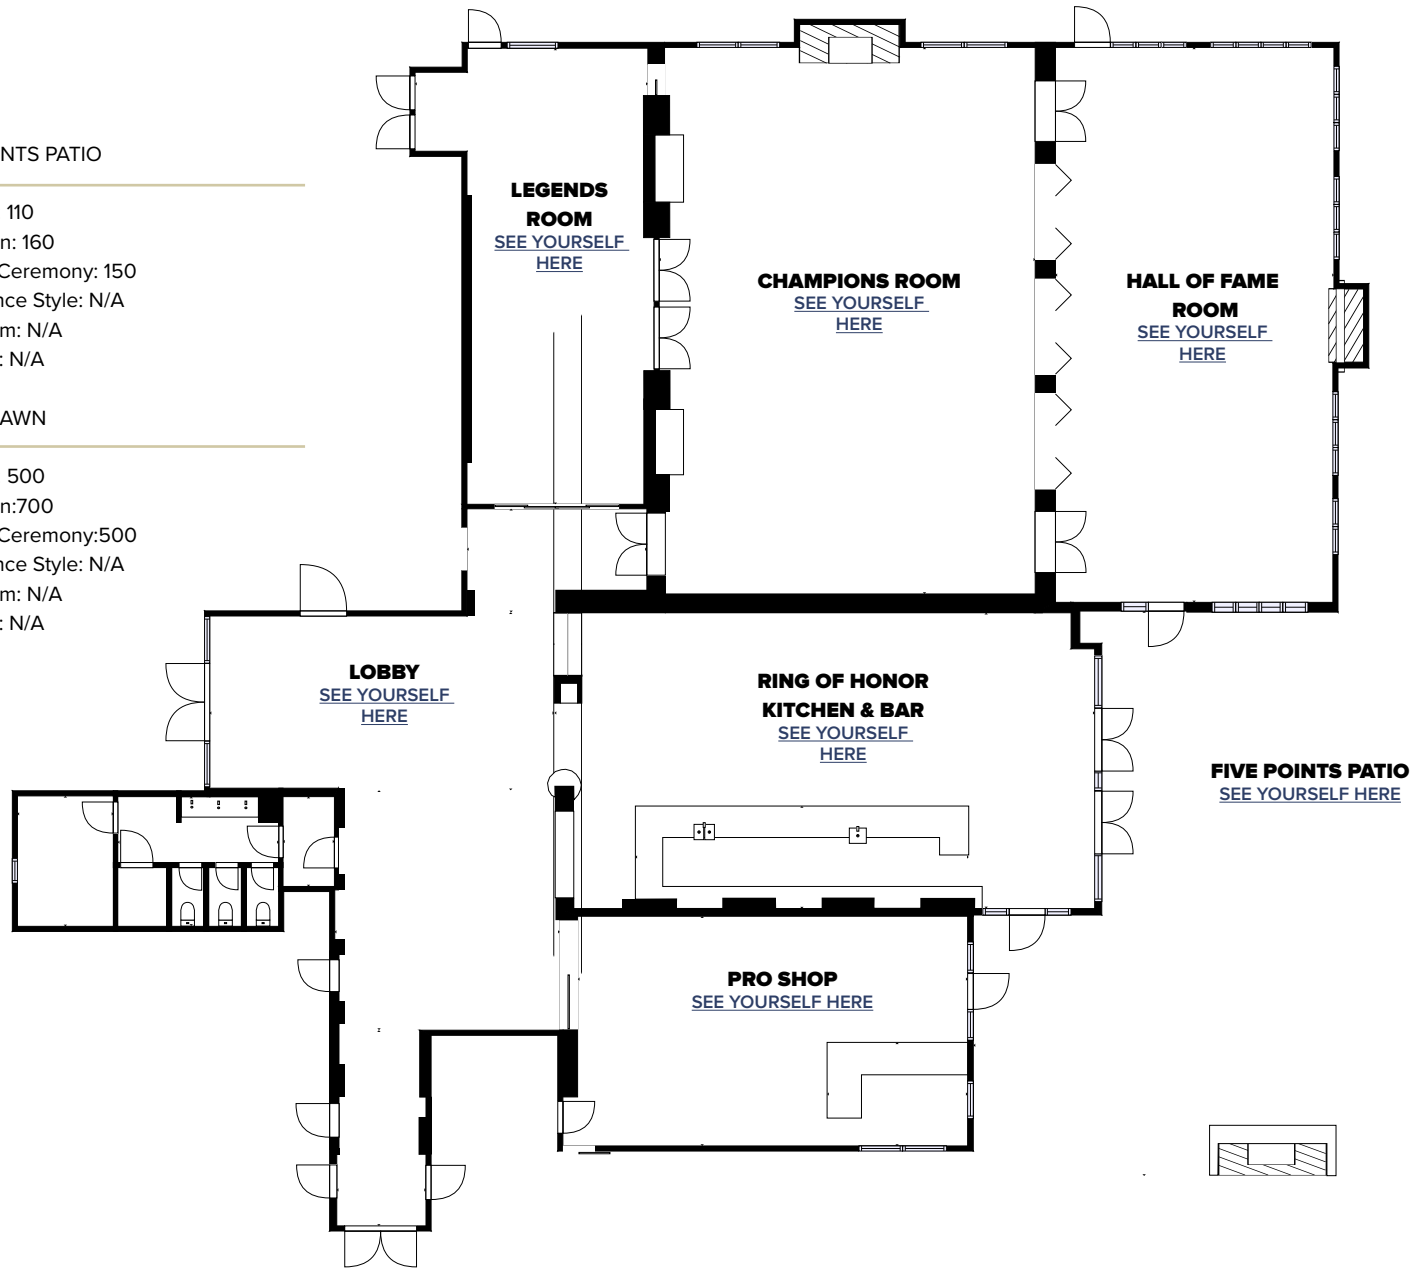 NTS PATIO
110
n: 160
Ceremony: 150
nce Style: N/A
m: N/A
: N/A
AWN
500
n:700
Ceremony:500
nce Style: N/A
m: N/A
: N/A
LEGENDS
ROOM
SEE YOURSELF
HERE
CHAMPIONS ROOM
SEE YOURSELF
HERE
HALL OF FAME
ROOM
SEE YOURSELF
HERE
LOBBY
SEE YOURSELF
HERE
RING OF HONOR
KITCHEN & BAR
SEE YOURSELF
HERE
FIVE POINTS PATIO
SEE YOURSELF HERE
PRO SHOP
SEE YOURSELF HERE